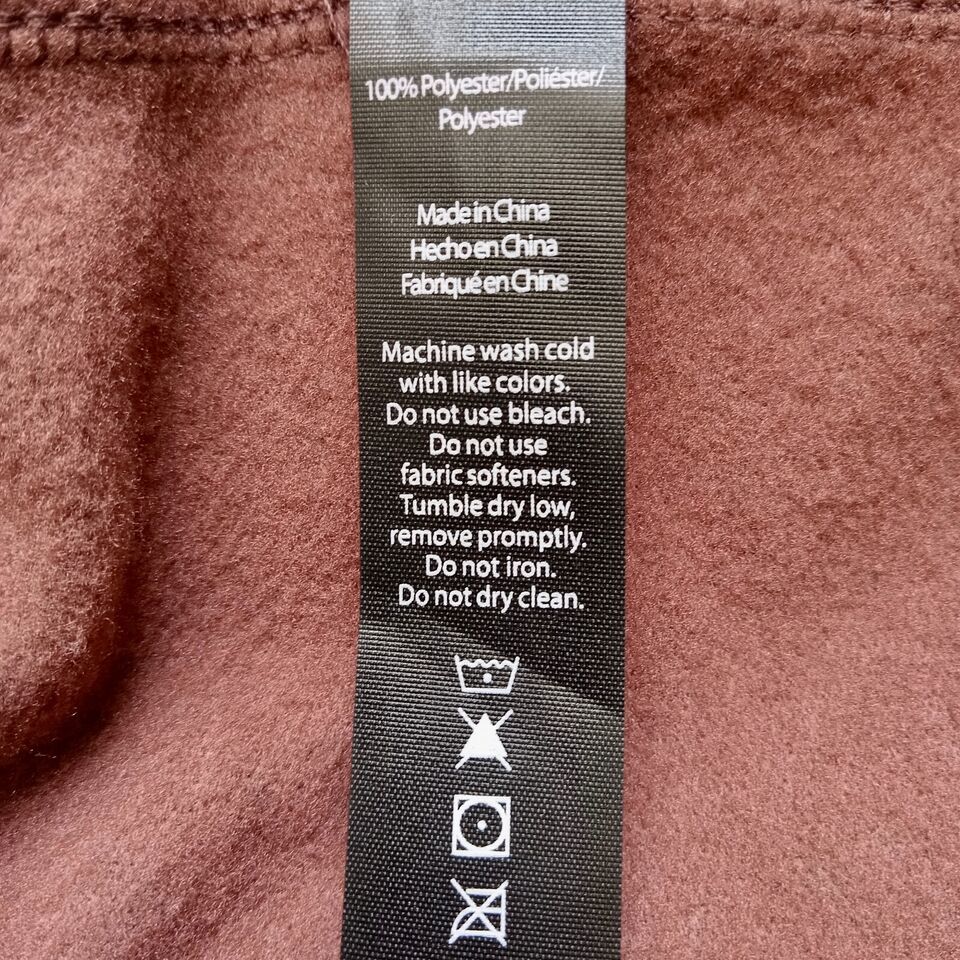 100% Polyester/Poliéster/
Polyester
Made in China
Hecho en China
Fabriqué en Chine
Machine wash cold
with like colors.
Do not use bleach.
Do not use
fabric softeners.
Tumble dry low,
remove promptly.
Do not iron.
Do not dry clean.